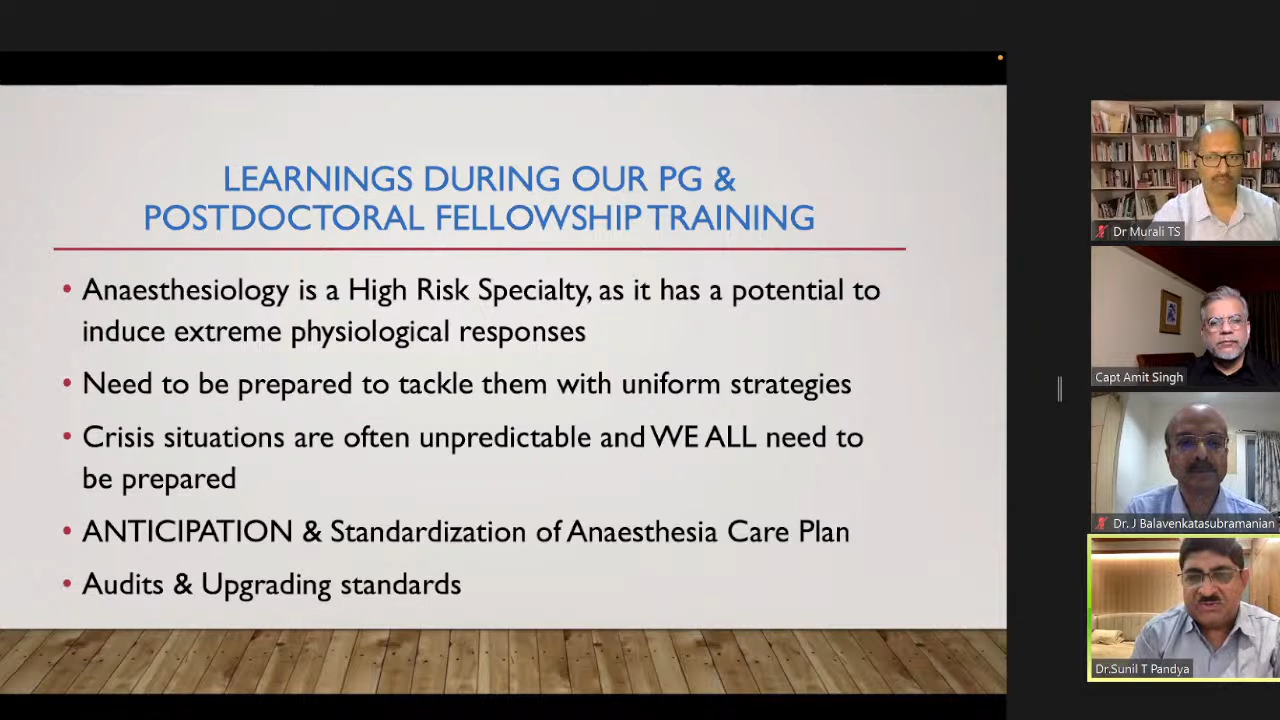 LEARNINGS DURING OUR PG &
POSTDOCTORAL FELLOWSHIP TRAINING
• Anaesthesiology is a High Risk Specialty, as it has a potential to
induce extreme physiological responses
• Need to be prepared to tackle them with uniform strategies
• Crisis situations are often unpredictable and WE ALL need to
be prepared
• ANTICIPATION & Standardization of Anaesthesia Care Plan
• Audits & Upgrading standards
Dr Murali TS
Capt Amit Singh
Dr. J Balavenkatasubramanian
Dr.Sunil T Pandya